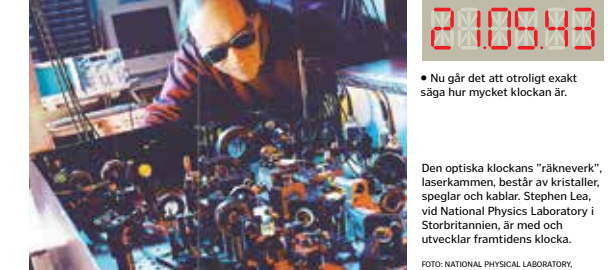 21.05.43
• Nu går det att otroligt exakt
säga hur mycket klockan är.
Den optiska klockans ”räkneverk”,
laserkammen, består av kristaller,
speglar och kablar. Stephen Lea,
vid National Physics Laboratory i
Storbritannien, är med och
utvecklar framtidens klocka.
FOTO: NATIONAL PHYSICAL LABORATORY,